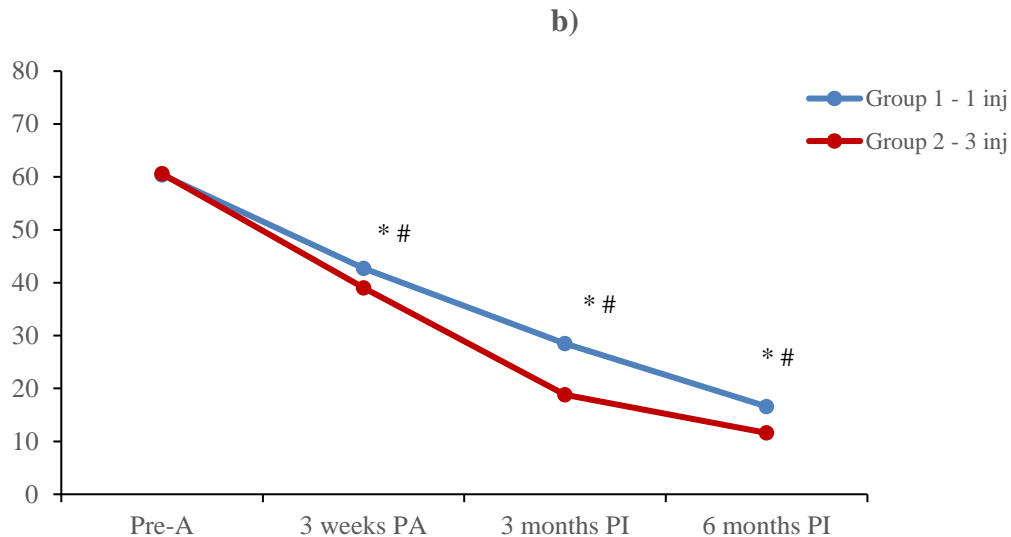 b)
80
70
60
50
40
30
20
10
0
Group 1 - 1 inj
Group 2 - 3 inj
* #
* #
* #
Pre-A
3 weeks PA
3 months PI
6 months PI